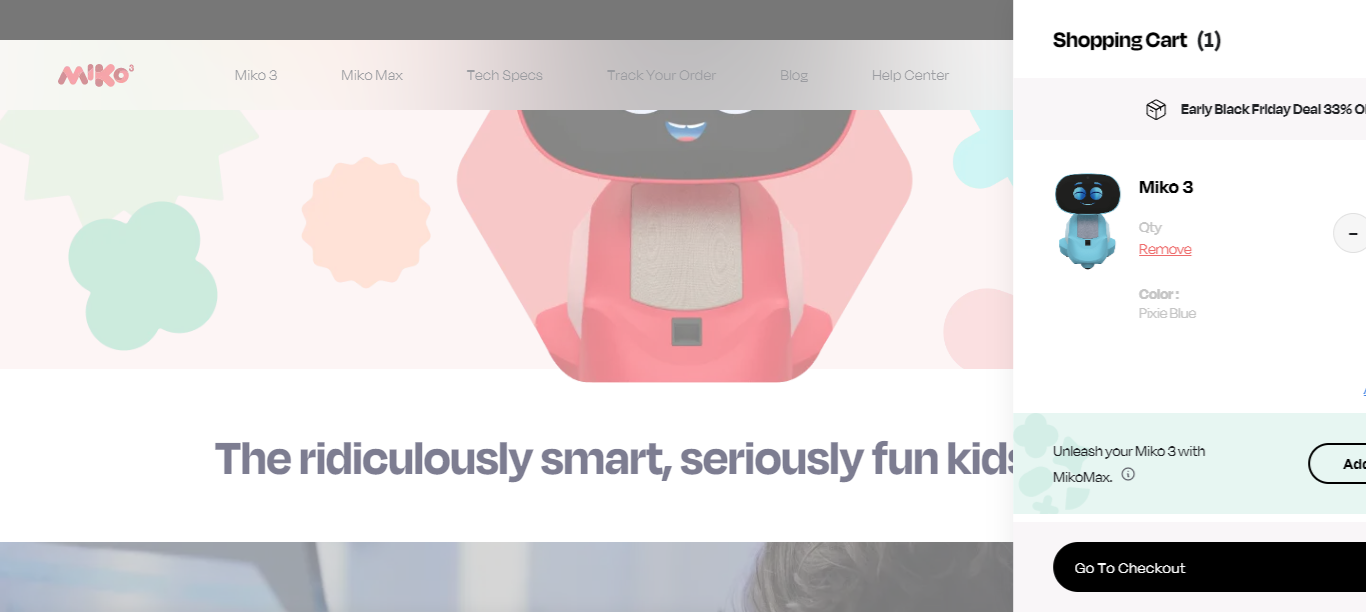 MIKO3
Miko 3
Miko Max
Tech Specs
Track Your Order
Blog
Help Center
The ridiculously smart, seriously fun kids
Shopping Cart (1)
Early Black Friday Deal 33%
Miko 3
Qty
Remove
Color :
Pixie Blue
Unleash your Miko 3 with
MikoMax.
Add
Go To Checkout